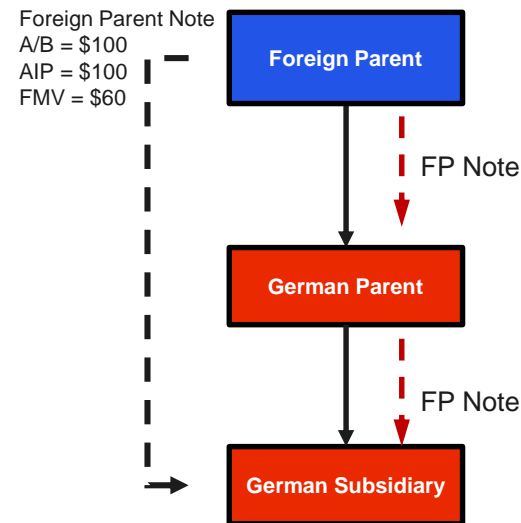 Foreign Parent Note
A/B = $100
AIP = $100
FMV = $60
Foreign Parent
FP Note
German Parent
FP Note
German Subsidiary